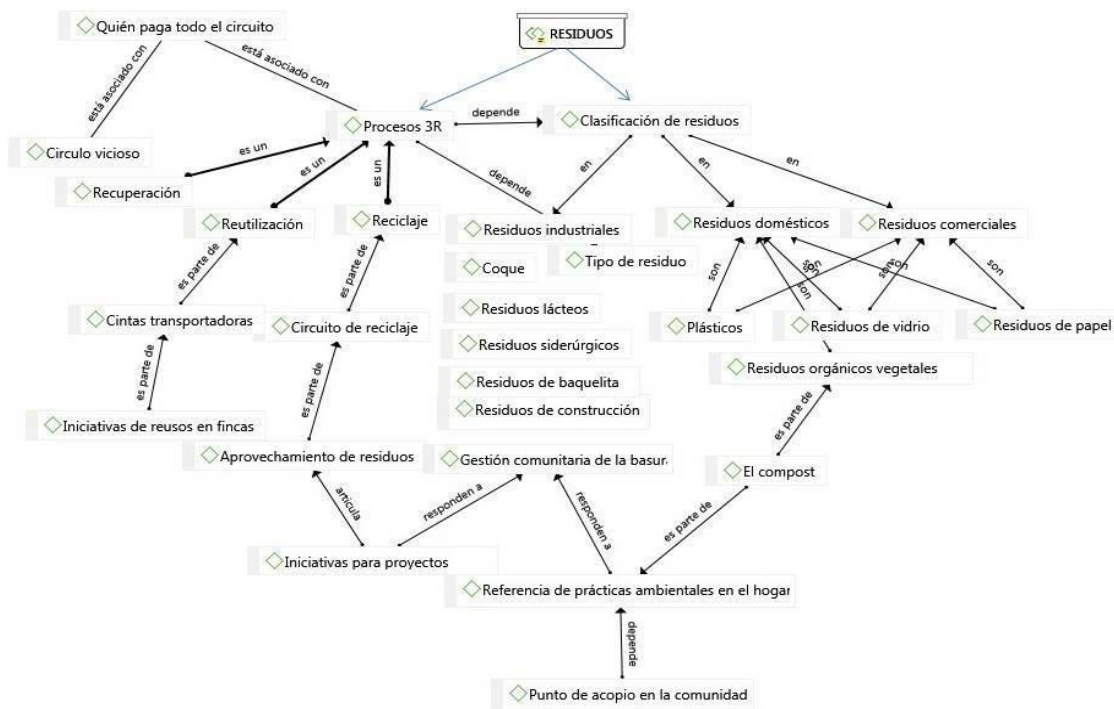 Quién paga todo el circuito
RESIDUOS
está asociado con
está asociado con
Procesos 3R
depende
Clasificación de residuos
Circulo vicioso
es un
es un
es un
depende
en
en
en
Recuperación
Reutilización
Reciclaje
Residuos industriales
Residuos domésticos
Residuos comerciales
Coque
Tipo de residuo
es parte de
es parte de
son
son
son
son
son
son
Residuos lácteos
Cintas transportadoras
Circuito de reciclaje
Plásticos
Residuos de vidrio
Residuos de papel
Residuos siderúrgicos
Residuos orgánicos vegetales
es parte de
es parte de
Residuos de baquelita
Residuos de construcción
es parte de
Iniciativas de reusos en fincas
Aprovechamiento de residuos
Gestión comunitaria de la basura
El compost
articula
responden a
responden a
es parte de
Iniciativas para proyectos
Referencia de prácticas ambientales en el hogar
depende
Punto de acopio en la comunidad